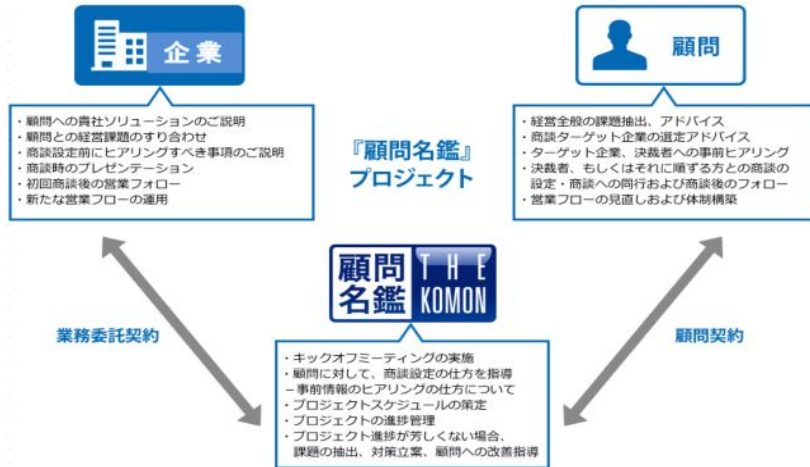 企業
顧問
・顧問への貴社ソリューションのご説明
・顧問との経営課題のすり合わせ
・商談設定前にヒアリングすべき事項のご説明
・商談時のプレゼンテーション
・初回商談後の営業フォロー
・新たな営業フローの運用
『顧問名鑑』
プロジェクト
・経営全般の課題抽出、アドバイス
・商談ターゲット企業の選定アドバイス
・ターゲット企業、決裁者への事前ヒアリング
・決裁者、もしくはそれに順ずる方との商談の
設定・商談への同行および商談後のフォロー
・営業フローの見直しおよび体制構築
顧問 THE
名鑑 KOMON
業務委託契約
顧問契約
・キックオフミーティングの実施
・顧問に対して、商談設定の仕方を指導
－事前情報のヒアリングの仕方について
・プロジェクトスケジュールの策定
・プロジェクトの進捗管理
・プロジェクト進捗が芳しくない場合、
課題の抽出、対策立案、顧問への改善指導